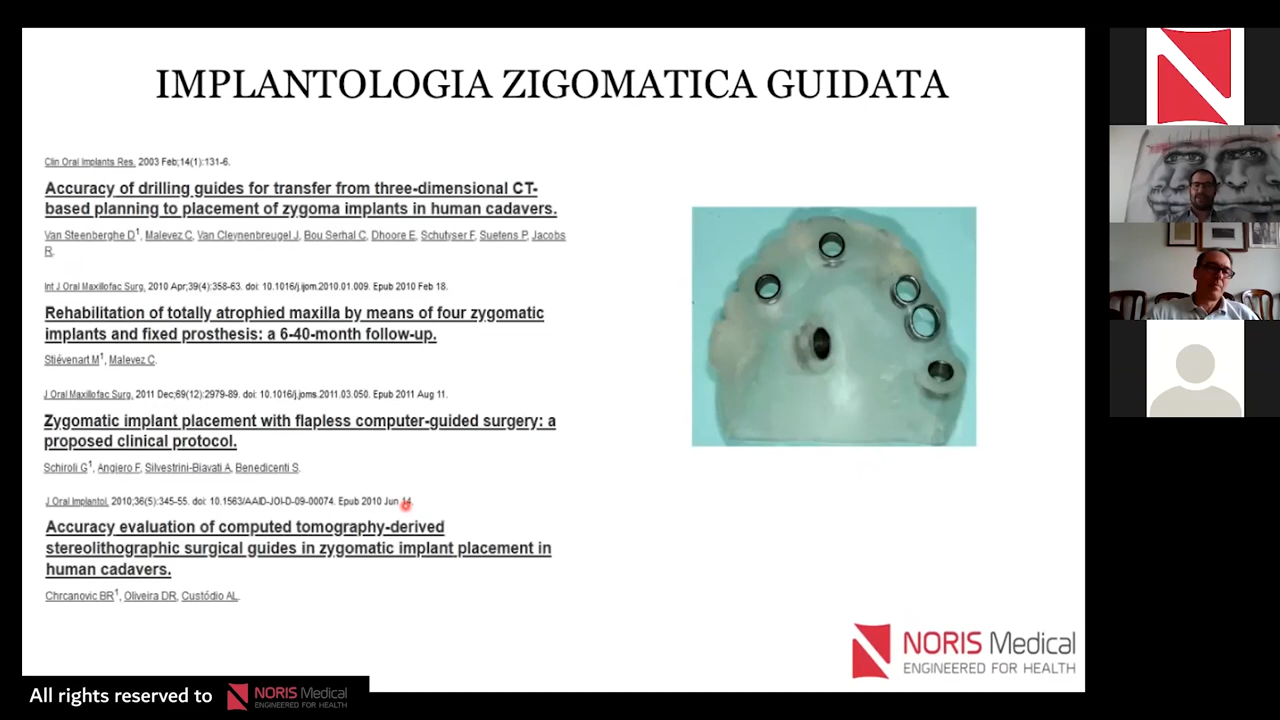 IMPLANTOLOGIA ZIGOMATICA GUIDATA
Clin Oral Implants Res. 2003 Feb;14(1):131-6.
Accuracy of drilling guides for transfer from three-dimensional CT-
based planning to placement of zygoma implants in human cadavers.
Van Steenberghe D1, Malevez C, Van Cleynenbreugel J, Bou Serhal C, Dhoore E, Schutyser F, Suetens P, Jacobs
R.
Int J Oral Maxillofac Surg. 2010 Apr;39(4):358-63. doi: 10.1016/j.ijom.2010.01.009. Epub 2010 Feb 18.
Rehabilitation of totally atrophied maxilla by means of four zygomatic
implants and fixed prosthesis: a 6-40-month follow-up.
Stiévenart M1, Malevez C.
J Oral Maxillofac Surg. 2011 Dec;69(12):2979-89. doi: 10.1016/j.joms.2011.03.050. Epub 2011 Aug 11.
Zygomatic implant placement with flapless computer-guided surgery: a
proposed clinical protocol.
Schiroli G1, Angiero F, Silvestrini-Biavati A, Benedicenti S.
J Oral Implantol. 2010;36(5):345-55. doi: 10.1563/AAID-JOI-D-09-00074. Epub 2010 Jun 14.
Accuracy evaluation of computed tomography-derived
stereolithographic surgical guides in zygomatic implant placement in
human cadavers.
Chrcanovic BR1, Oliveira DR, Custódio AL.
NORIS Medical
ENGINEERED FOR HEALTH
All rights reserved to NORIS Medical
ENGINEERED FOR HEALTH